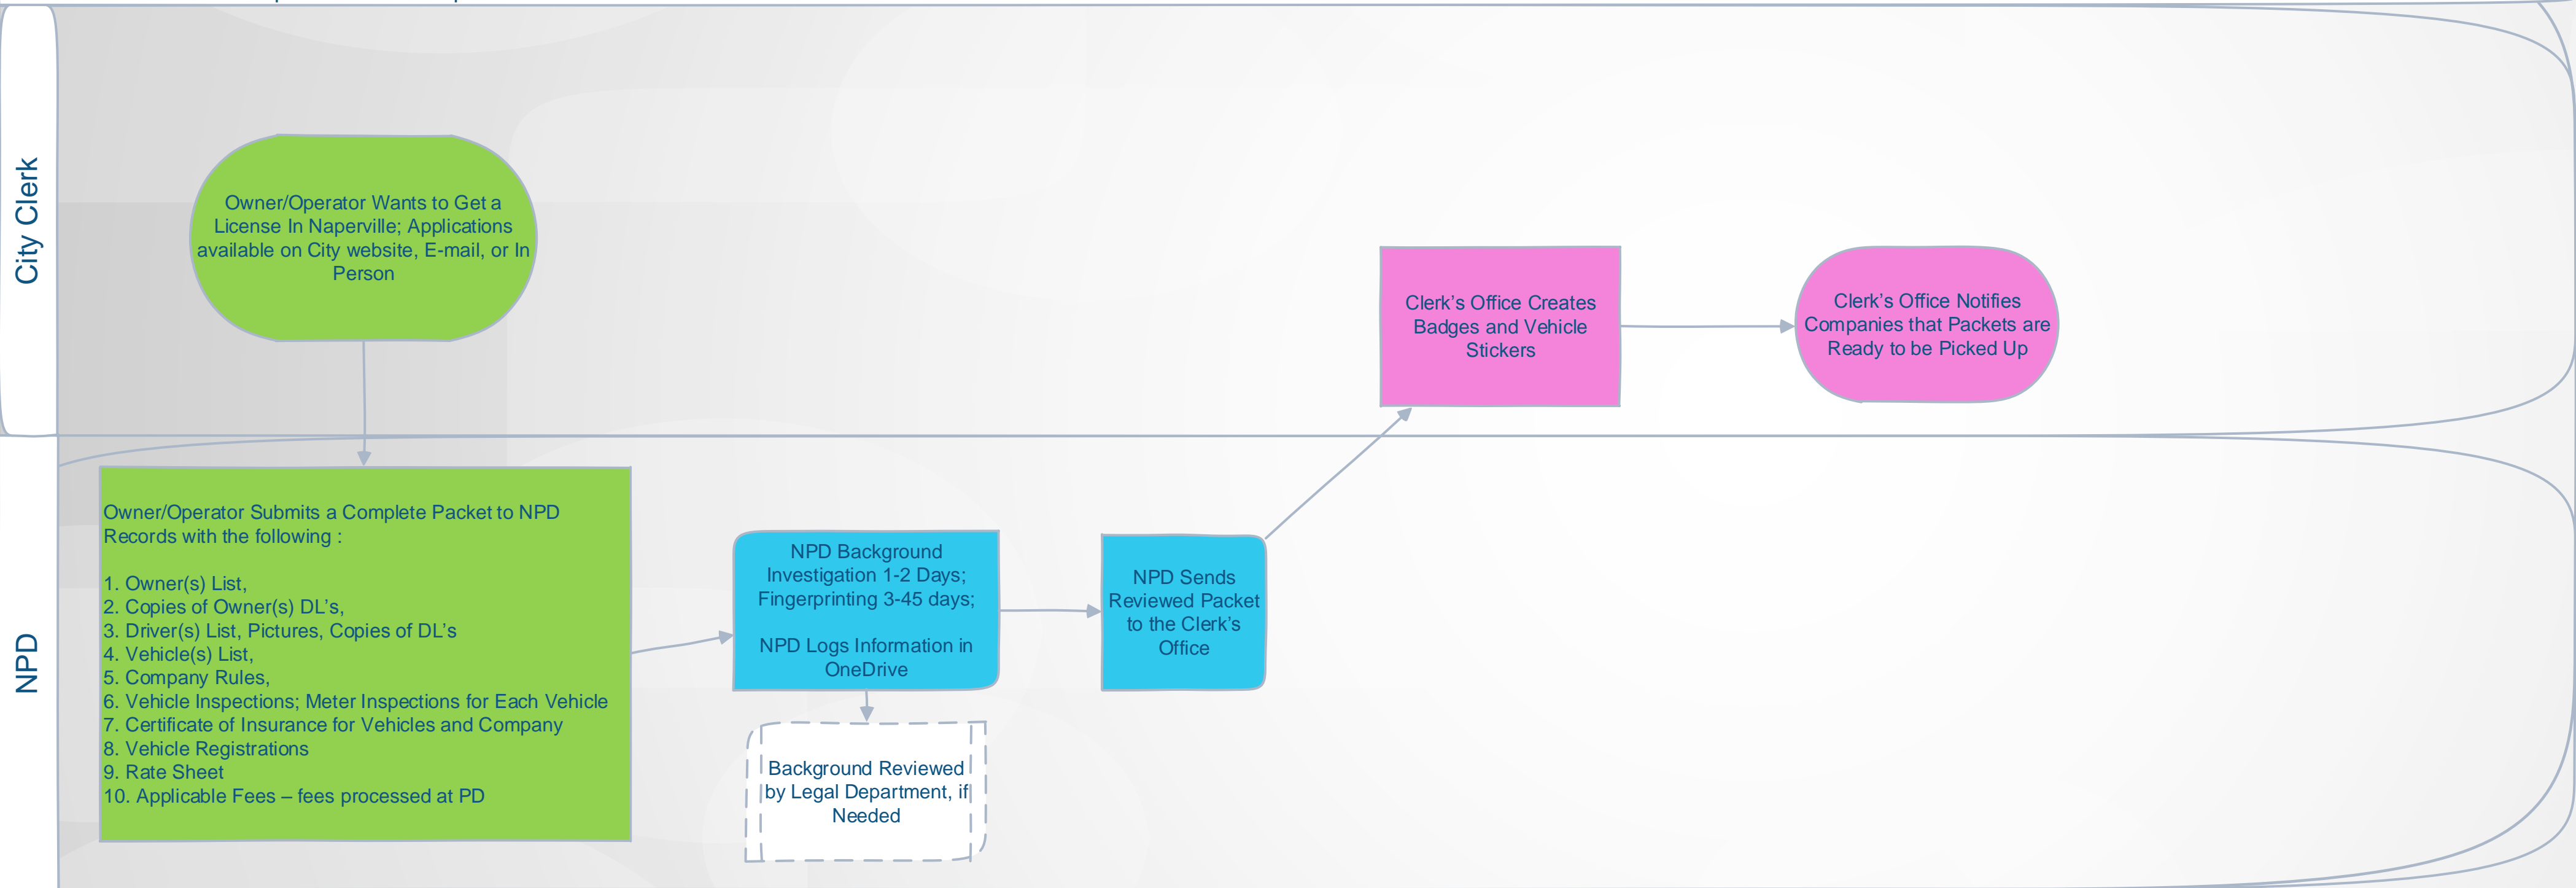 City Clerk
Owner/Operator Wants to Get a
License In Naperville; Applications
available on City website, E-mail, or In
Person
Clerk’s Office Creates
Badges and Vehicle
Stickers
Clerk’s Office Notifies
Companies that Packets are
Ready to be Picked Up
NPD
Owner/Operator Submits a Complete Packet to NPD
Records with the following :
1. Owner(s) List,
2. Copies of Owner(s) DL’s,
3. Driver(s) List, Pictures, Copies of DL’s
4. Vehicle(s) List,
5. Company Rules,
6. Vehicle Inspections; Meter Inspections for Each Vehicle
7. Certificate of Insurance for Vehicles and Company
8. Vehicle Registrations
9. Rate Sheet
10. Applicable Fees – fees processed at PD
NPD Background
Investigation 1-2 Days;
Fingerprinting 3-45 days;
NPD Logs Information in
OneDrive
Background Reviewed
by Legal Department, if
Needed
NPD Sends
Reviewed Packet
to the Clerk’s
Office